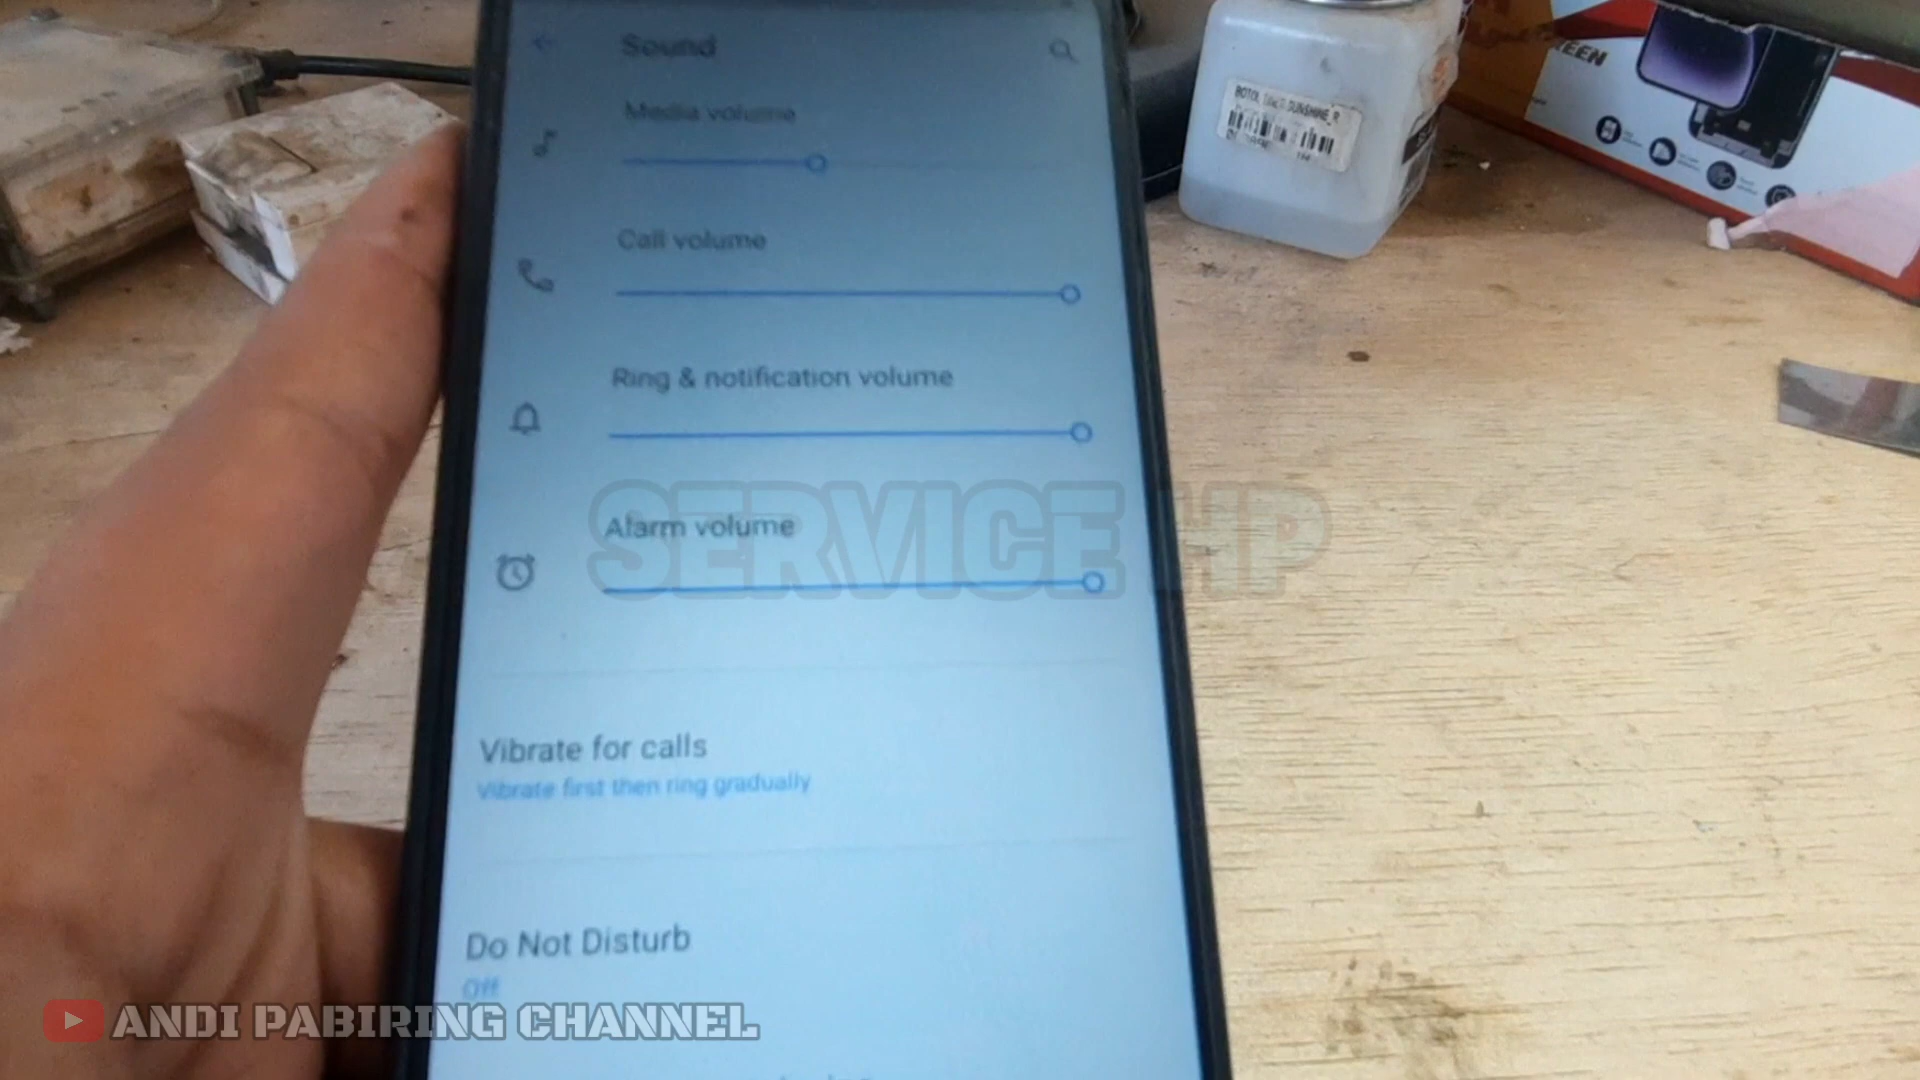 Sound
Media volume
Call volume
Ring & notification volume
Alarm volume
SERVICE HP
Vibrate for calls
Vibrate first then ring gradually
Do Not Disturb
Off
ANDI PABIRING CHANNEL